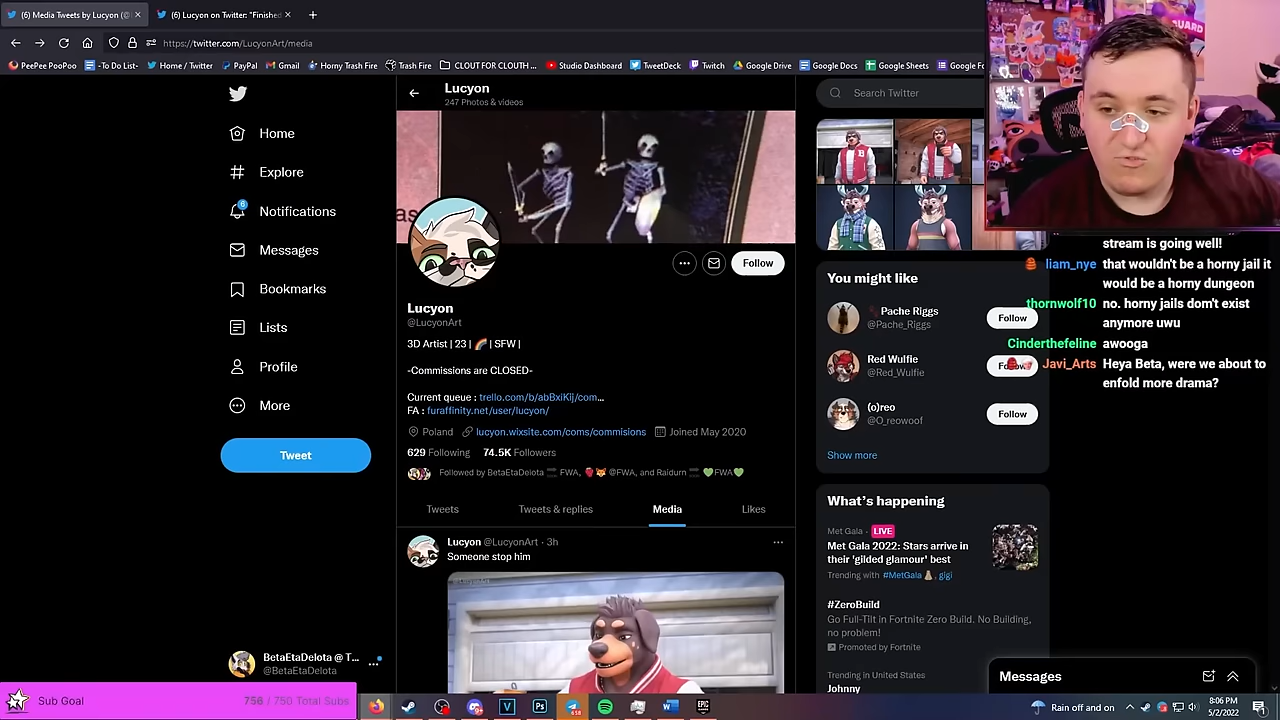 (6) Media Tweets by Lucyon (@
(6) Lucyon on Twitter: "Finished
https://twitter.com/LucyonArt/media
PeePee PooPoo
- To Do List-
Home / Twitter
PayPal
Gmail
Horny Trash Fire
Trash Fire
CLOUT FOR CLOUTH ...
Studio Dashboard
TweetDeck
Twitch
Google Drive
Google Docs
Google Sheets
Google Fo
GUARD
Home
Explore
6
Notifications
Messages
Bookmarks
Lists
Profile
More
Tweet
BetaEtaDelota @ T...
@BetaEtaDelota
Lucyon
247 Photos & videos
as
Follow
Lucyon
@LucyonArt
3D Artist | 23 | 🌈 | SFW |
-Commissions are CLOSED-
Current queue : trello.com/b/abBxiKij/com...
FA : furaffinity.net/user/lucyon/
Poland lucyon.wixsite.com/coms/commisions Joined May 2020
629 Following 74.5K Followers
Followed by BetaEtaDelota FWA, @FWA, and Raidurn 💚FWA💚
Tweets
Tweets & replies
Media
Likes
Lucyon @LucyonArt · 3h
Someone stop him
@LucyonArt
Search Twitter
B
You might like
Pache Riggs
@Pache_Riggs
Follow
Red Wulfie
@Red_Wulfie
Follow
(o)reo
@O_reowoof
Follow
Show more
What's happening
Met Gala · LIVE
Met Gala 2022: Stars arrive in
their 'gilded glamour' best
Trending with #MetGala, gigi
#ZeroBuild
Go Full-Tilt in Fortnite Zero Build. No Building,
no problem!
Promoted by Fortnite
Trending in United States
Johnny
stream is going well!
liam_nye that wouldn't be a horny jail it
would be a horny dungeon
thornwolf10 no. horny jails dom't exist
anymore uwu
Cinderthefeline awooga
Javi_Arts Heya Beta, were we about to
enfold more drama?
Messages
Sub Goal
756 / 750 Total Subs
Rain off and on
8:06 PM
5/2/2022